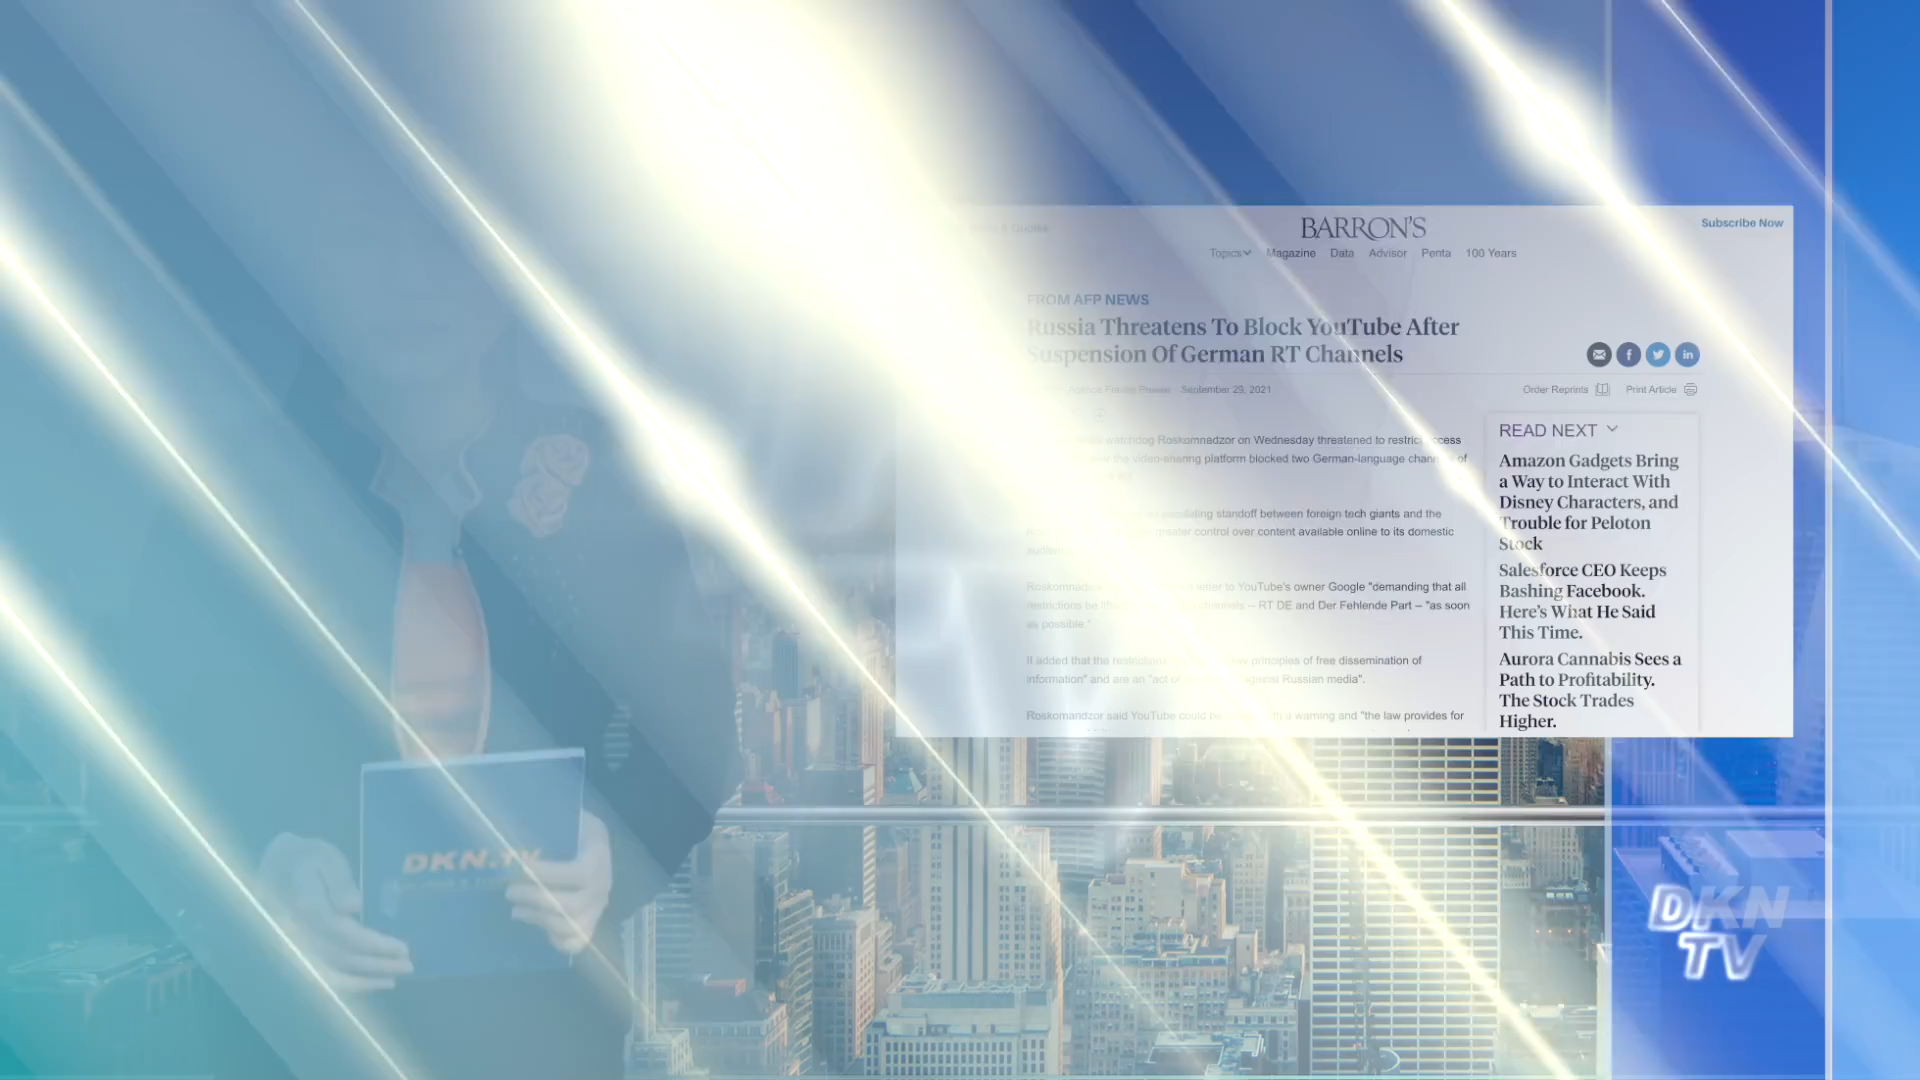 BARRON'S
Subscribe Now
Topics Magazine Data Advisor Penta 100 Years
FROM AFP NEWS
Russia Threatens To Block YouTube After
Suspension Of German RT Channels
September 29, 2021
Order Reprints Print Article
watchdog Roskomnadzor on Wednesday threatened to restrict
the video-sharing platform blocked two German-language of
standoff between foreign tech giants and the
greater control over content available online to its domestic
to YouTube's owner Google "demanding that all
restrictions be -- RT DE and Der Fehlende Part -- "as soon
as possible."
It added that the principles of free dissemination of
information" and are an "act against Russian media".
Roskomandzor said YouTube could be a warning and "the law provides for
READ NEXT
Amazon Gadgets Bring
a Way to Interact With
Disney Characters, and
Trouble for Peloton
Stock
Salesforce CEO Keeps
Bashing Facebook.
Here's What He Said
This Time.
Aurora Cannabis Sees a
Path to Profitability.
The Stock Trades
Higher.
DKN.TV
DKN
TV